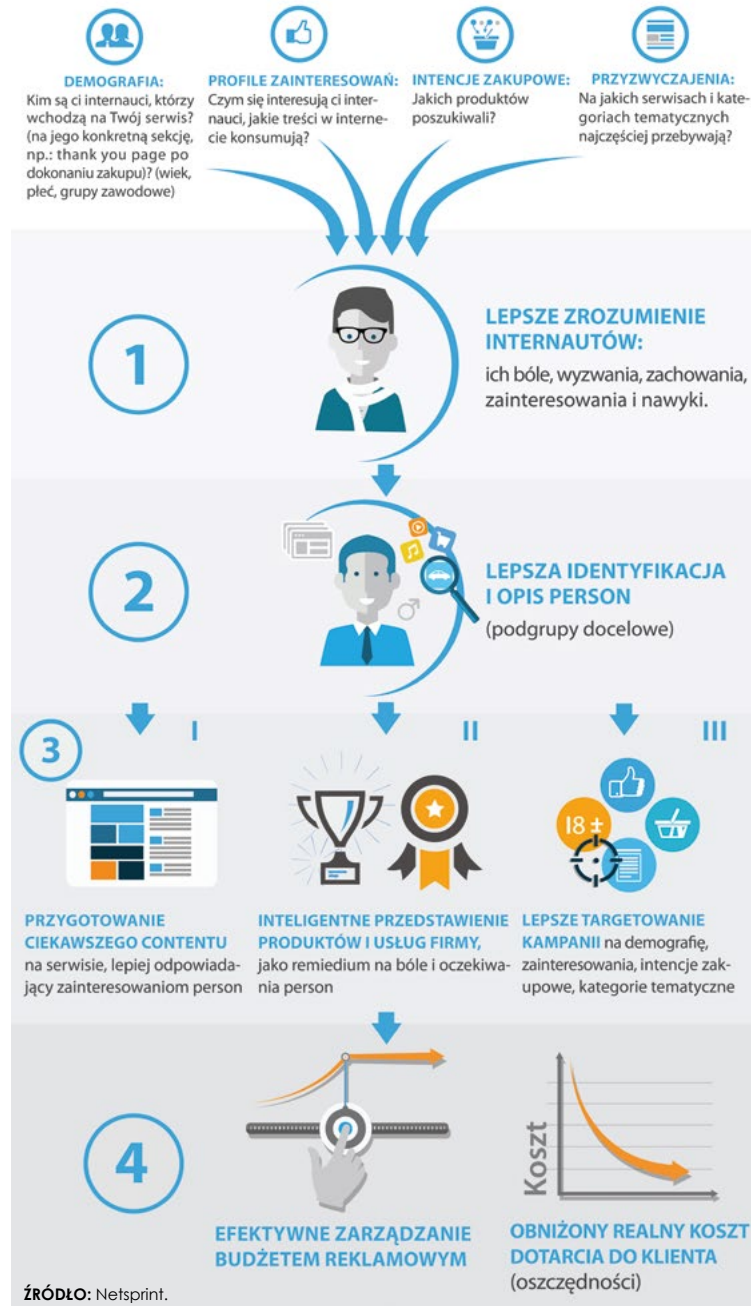 DEMOGRAFIA:
Kim są ci internauci, którzy
wchodzą na Twój serwis?
(na jego konkretną sekcję,
np.: thank you page po
dokonaniu zakupu)? (wiek,
płeć, grupy zawodowe)
PROFILE ZAINTERESOWAŃ:
Czym się interesują ci inter-
nauci, jakie treści w interne-
cie konsumują?
INTENCJE ZAKUPOWE:
Jakich produktów
poszukiwali?
PRZYZWYCZAJENIA:
Na jakich serwisach i kate-
goriach tematycznych
najczęściej przebywają?
1
LEPSZE ZROZUMIENIE
INTERNAUTÓW:
ich bóle, wyzwania, zachowania,
zainteresowania i nawyki.
2
LEPSZA IDENTYFIKACJA
I OPIS PERSON
(podgrupy docelowe)
3
I
PRZYGOTOWANIE
CIEKAWSZEGO CONTENTU
na serwisie, lepiej odpowiada-
jący zainteresowaniom person
II
INTELIGENTNE PRZEDSTAWIENIE
PRODUKTÓW I USŁUG FIRMY,
jako remedium na bóle i oczekiwa-
nia person
III
18 ±
LEPSZE TARGETOWANIE
KAMPANII na demografię,
zainteresowania, intencje zak-
upowe, kategorie tematyczne
4
EFEKTYWNE ZARZĄDZANIE
BUDŻETEM REKLAMOWYM
Koszt
OBNIŻONY REALNY KOSZT
DOTARCIA DO KLIENTA
(oszczędności)
ŹRÓDŁO: Netsprint.